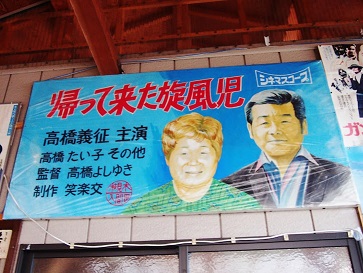 シネマスコープ
帰って来た旋風児
高橋義征 主演
高橋 たい子 その他
監督 高橋よしゆき
制作 笑楽交
ガン